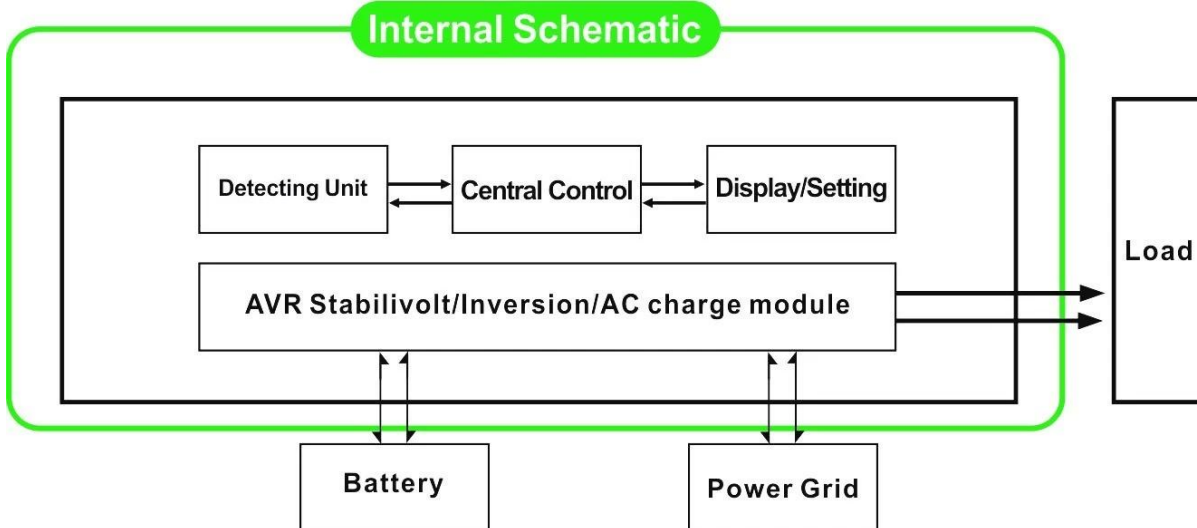 Internal Schematic
Detecting Unit
Central Control
Display/Setting
Load
AVR Stabilivolt/Inversion/AC charge module
Battery
Power Grid